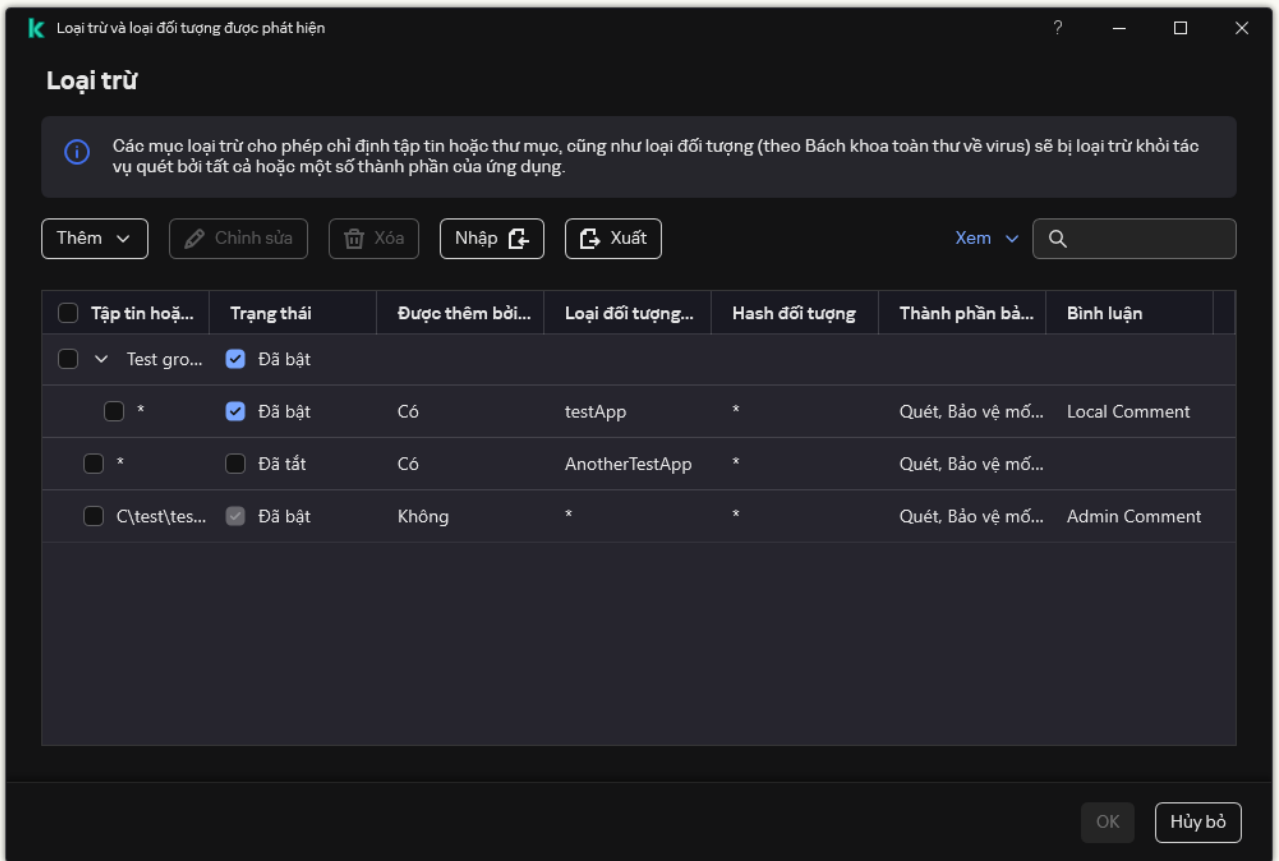 Loại trừ và loại đối tượng được phát hiện
Loại trừ
Các mục loại trừ cho phép chỉ định tập tin hoặc thư mục, cũng như loại đối tượng (theo Bách khoa toàn thư về virus) sẽ bị loại trừ khỏi tác
vụ quét bởi tất cả hoặc một số thành phần của ứng dụng.
Thêm Chỉnh sửa Xóa Nhập Xuất Xem
Tập tin hoặ... Trạng thái Được thêm bởi... Loại đối tượng... Hash đối tượng Thành phần bả... Bình luận
Test gro... Đã bật
* Đã bật Có testApp * Quét, Bảo vệ mố... Local Comment
* Đã tắt Có AnotherTestApp * Quét, Bảo vệ mố...
C\test\tes... Đã bật Không * * Quét, Bảo vệ mố... Admin Comment
OK Hủy bỏ